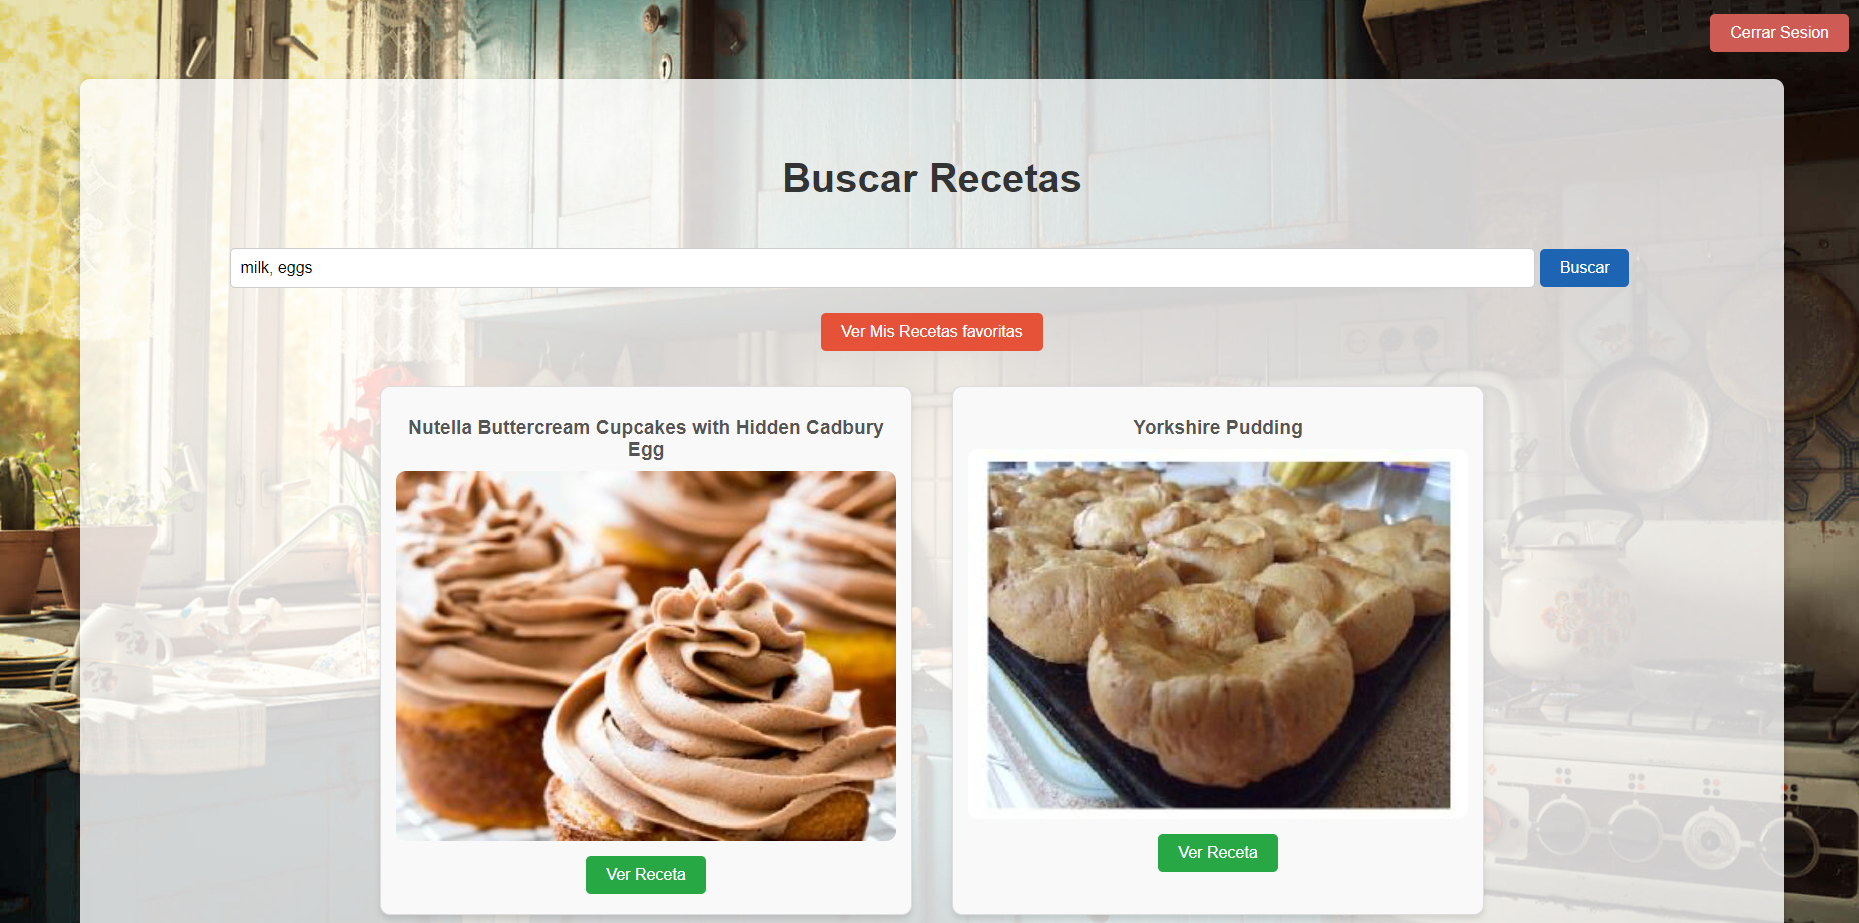 Cerrar Sesion
Buscar Recetas
milk, eggs
Buscar
Ver Mis Recetas favoritas
Nutella Buttercream Cupcakes with Hidden Cadbury
Egg
Yorkshire Pudding
Ver Receta
Ver Receta